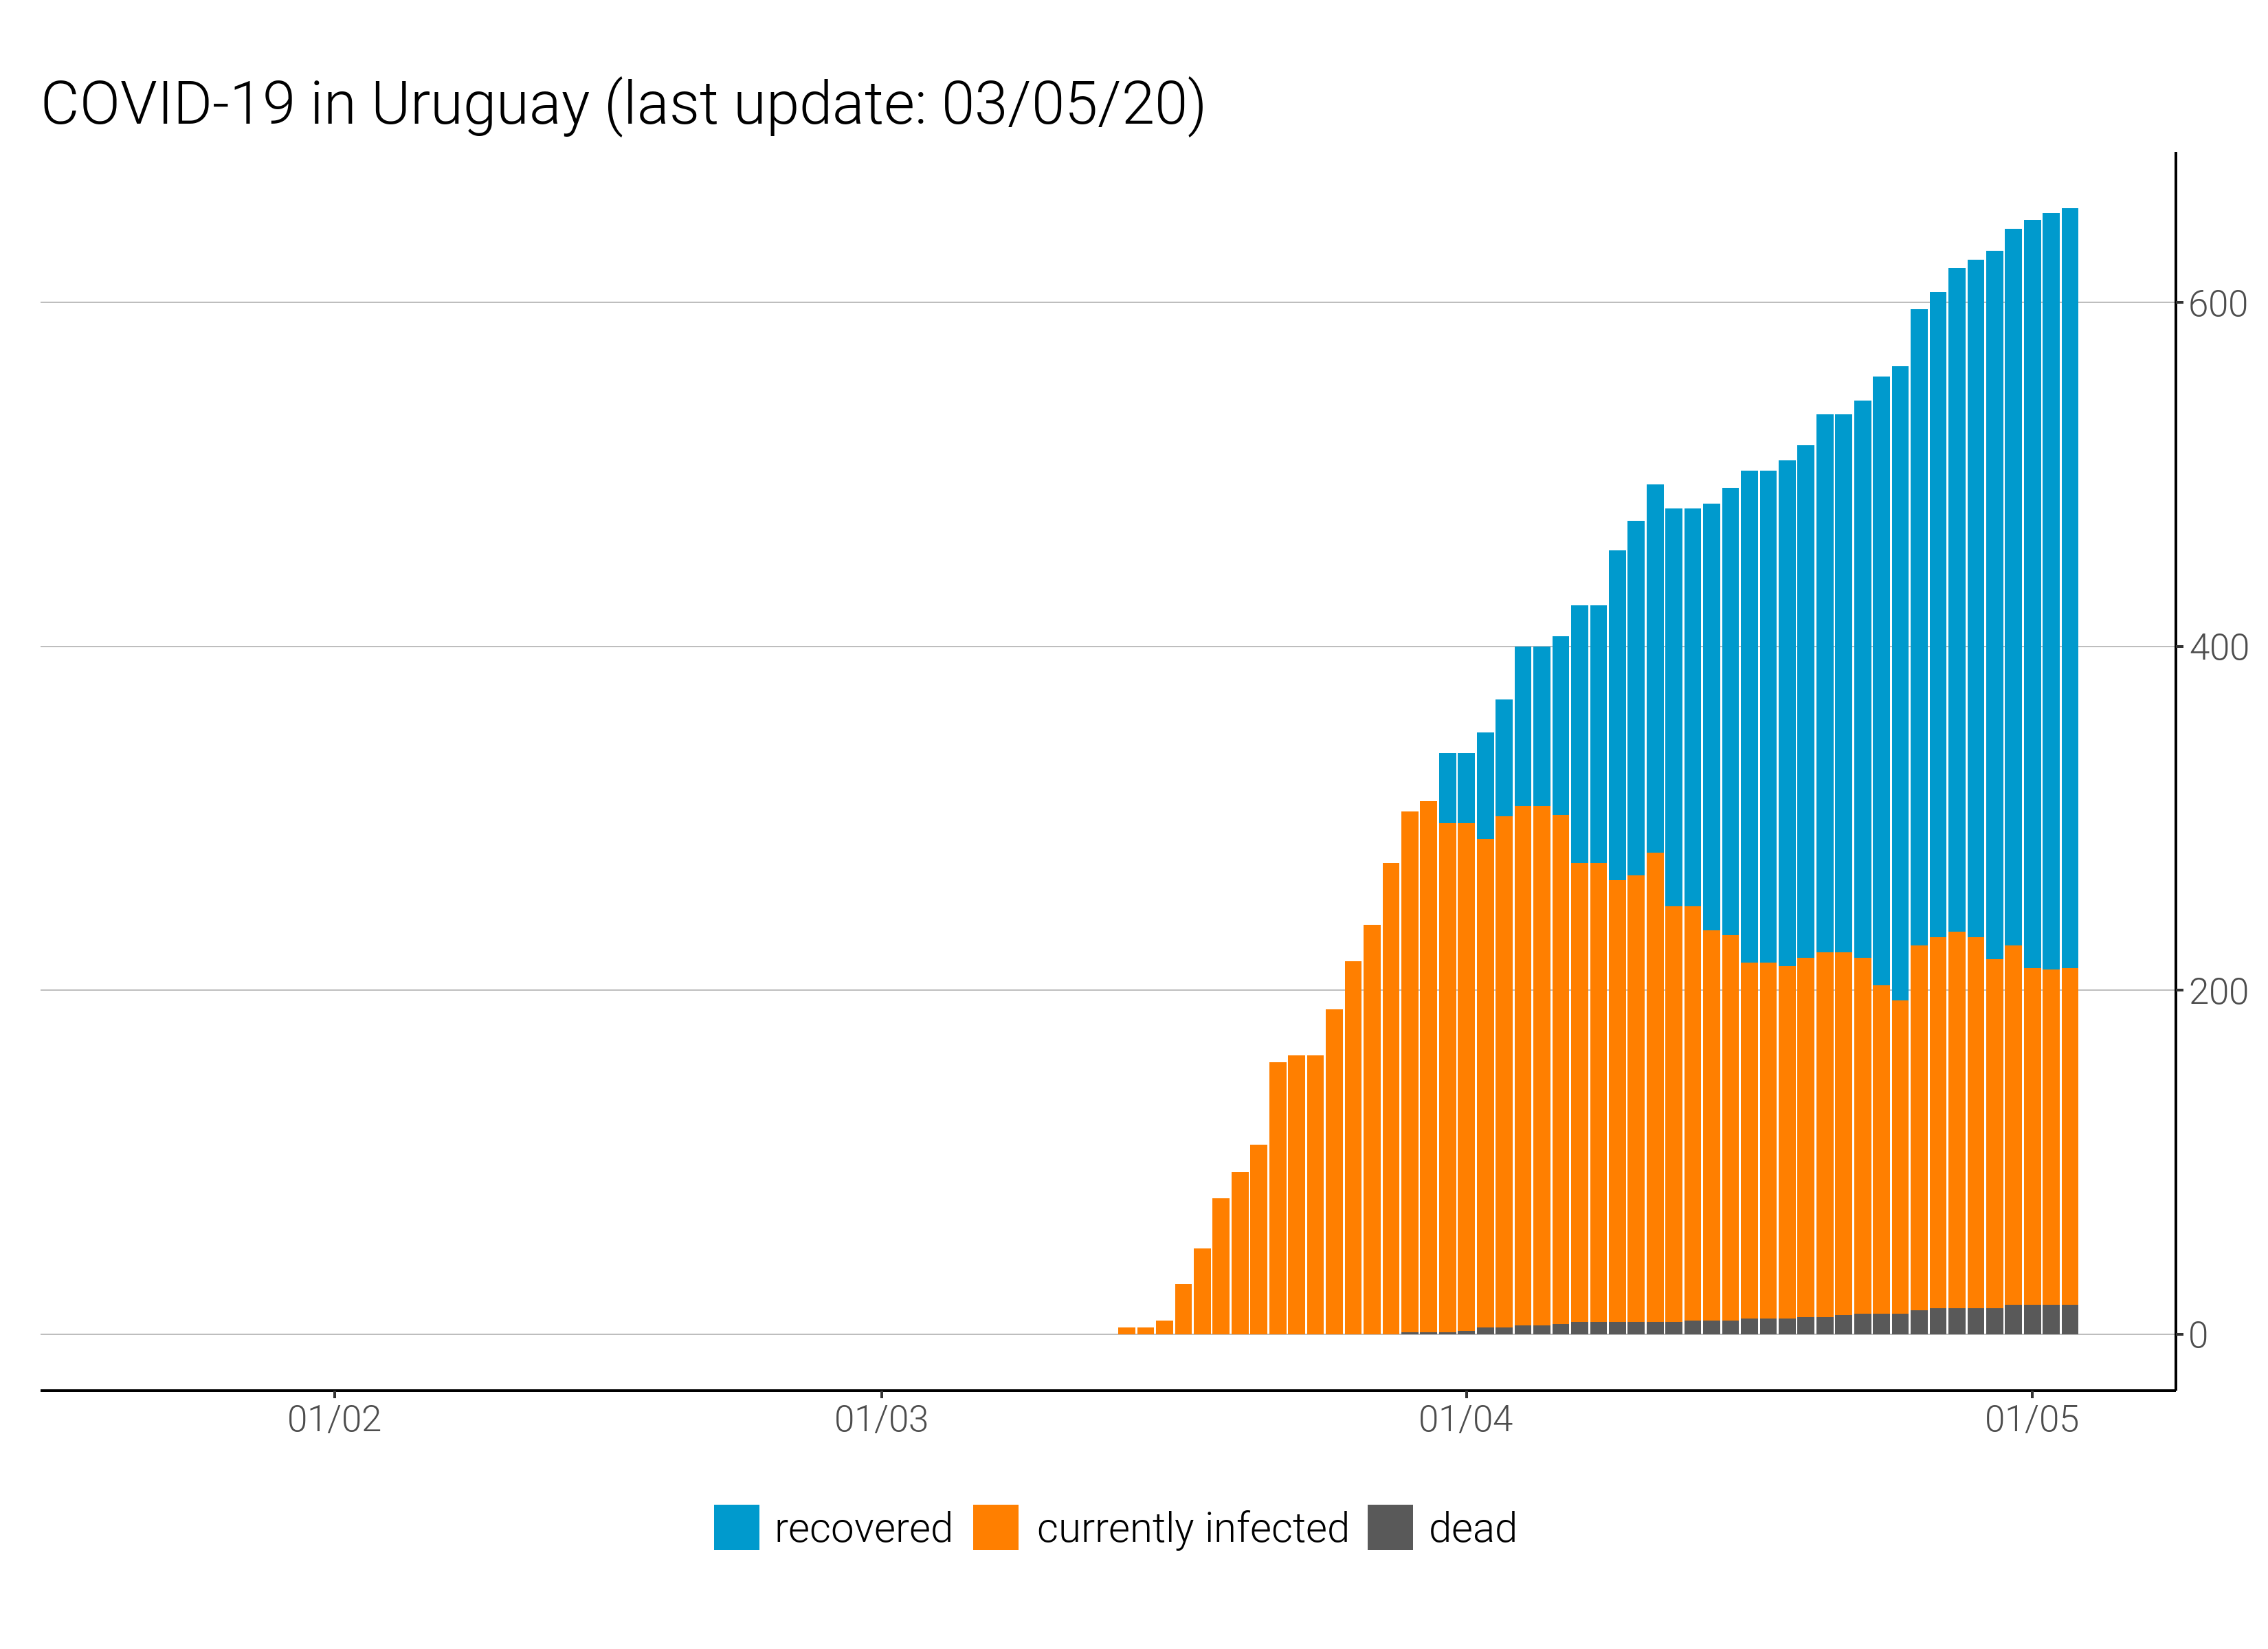 COVID-19 in Uruguay (last update: 03/05/20)
600
400
200
0
01/02 01/03 01/04 01/05
recovered currently infected dead